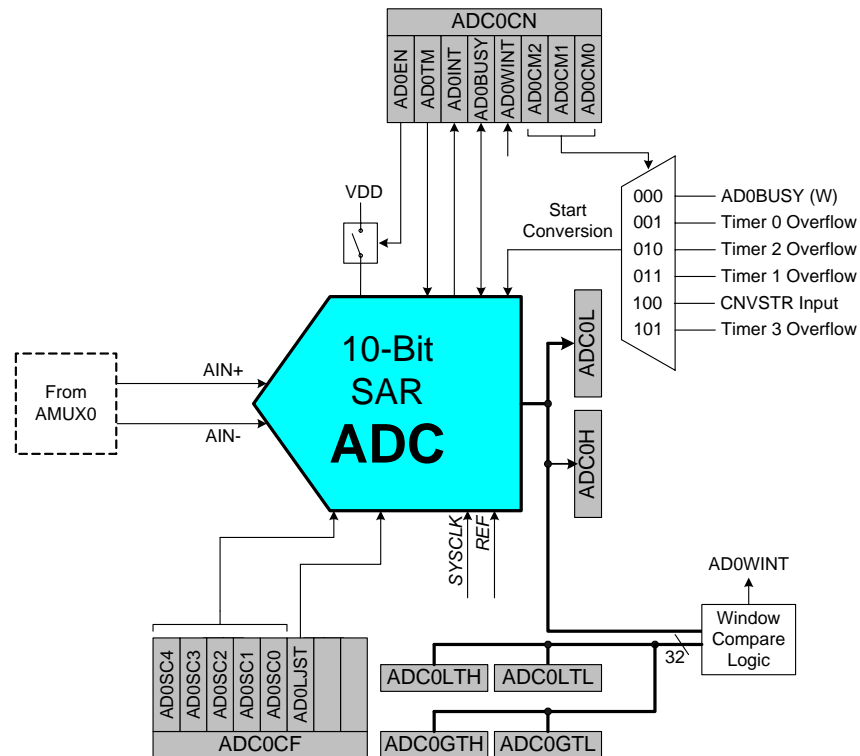 ADC0CN
AD0EN
AD0TM
AD0INT
AD0BUSY
AD0WINT
AD0CM2
AD0CM1
AD0CM0
VDD
Start
Conversion
000
AD0BUSY (W)
001
Timer 0 Overflow
010
Timer 2 Overflow
011
Timer 1 Overflow
100
CNVSTR Input
101
Timer 3 Overflow
10-Bit
SAR
ADC
ADC0L
ADC0H
From
AMUX0
AIN+
AIN-
SYSCLK
REF
AD0WINT
Window
Compare
Logic
32
AD0SC4
AD0SC3
AD0SC2
AD0SC1
AD0SC0
AD0LJST
ADC0CF
ADC0LTH
ADC0LTL
ADC0GTH
ADC0GTL